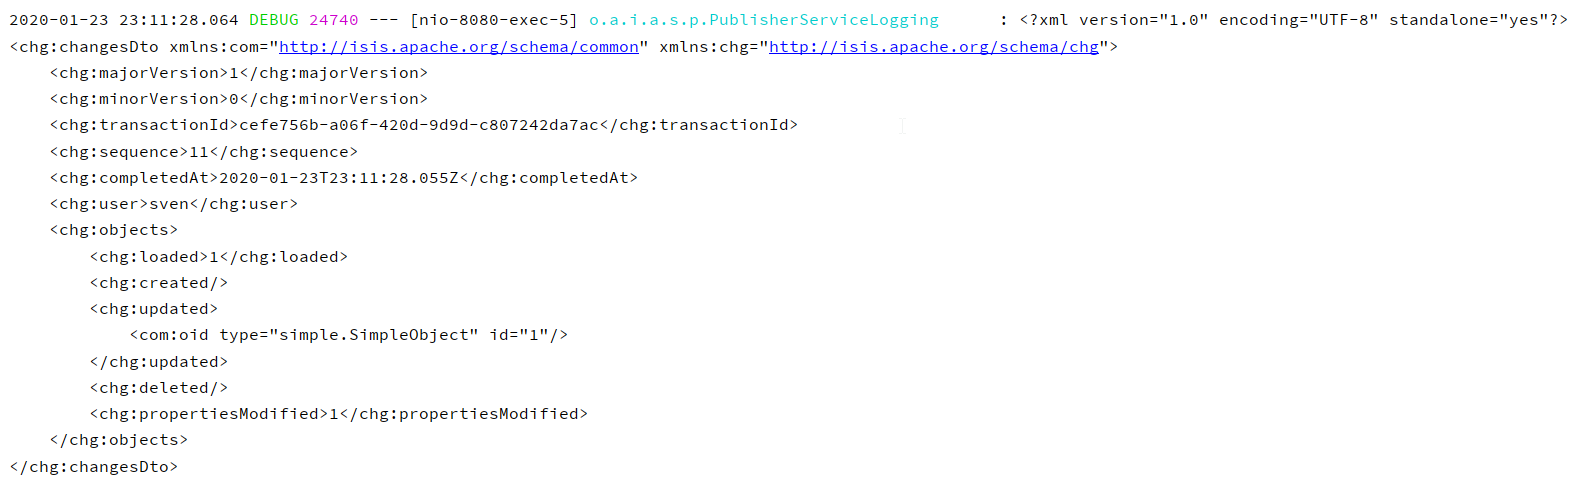 2020-01-23 23:11:28.064 DEBUG 24740 --- [nio-8080-exec-5] o.a.i.a.s.p.PublisherServiceLogging      : <?xml version="1.0" encoding="UTF-8" standalone="yes"?>
<chg:changesDto xmlns:com="http://isis.apache.org/schema/common" xmlns:chg="http://isis.apache.org/schema/chg">
    <chg:majorVersion>1</chg:majorVersion>
    <chg:minorVersion>0</chg:minorVersion>
    <chg:transactionId>cefe756b-a06f-420d-9d9d-c807242da7ac</chg:transactionId>
    <chg:sequence>11</chg:sequence>
    <chg:completedAt>2020-01-23T23:11:28.055Z</chg:completedAt>
    <chg:user>sven</chg:user>
    <chg:objects>
        <chg:loaded>1</chg:loaded>
        <chg:created/>
        <chg:updated>
            <com:oid type="simple.SimpleObject" id="1"/>
        </chg:updated>
        <chg:deleted/>
        <chg:propertiesModified>1</chg:propertiesModified>
    </chg:objects>
</chg:changesDto>